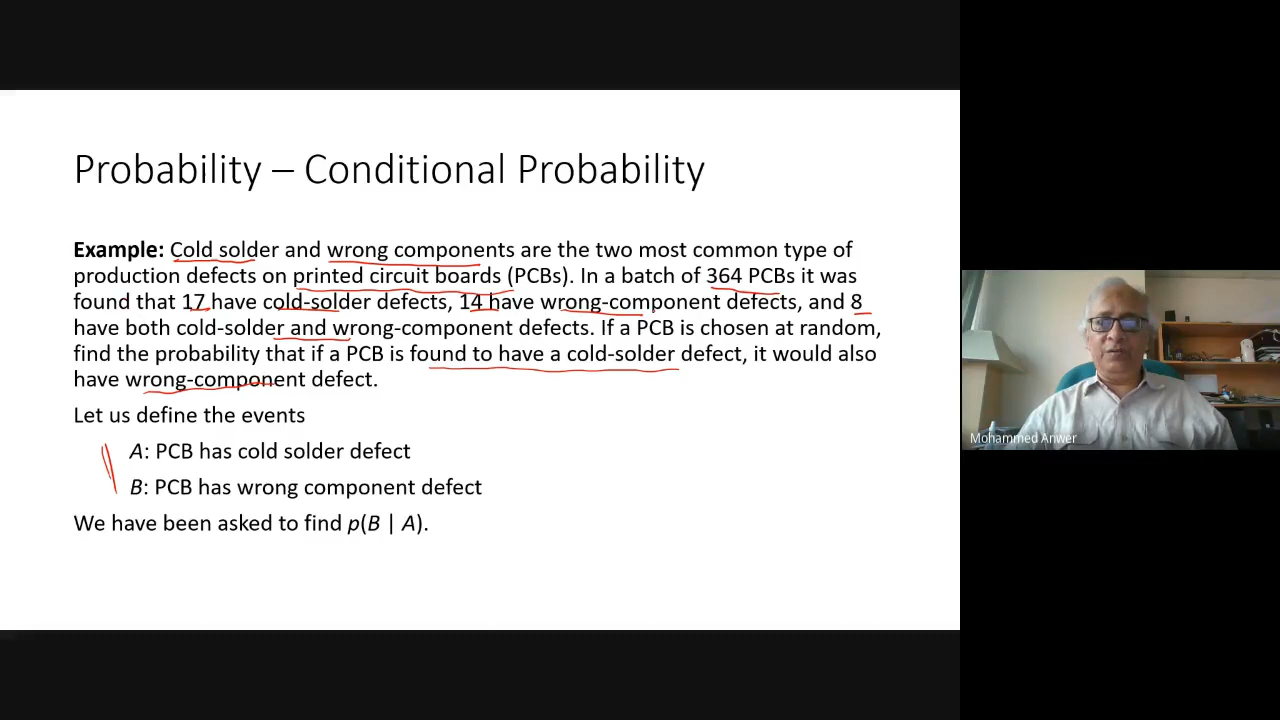 Probability – Conditional Probability
Example: Cold solder and wrong components are the two most common type of
production defects on printed circuit boards (PCBs). In a batch of 364 PCBs it was
found that 17 have cold-solder defects, 14 have wrong-component defects, and 8
have both cold-solder and wrong-component defects. If a PCB is chosen at random,
find the probability that if a PCB is found to have a cold-solder defect, it would also
have wrong-component defect.
Let us define the events
A: PCB has cold solder defect
B: PCB has wrong component defect
We have been asked to find p(B | A).
Mohammed Anwer